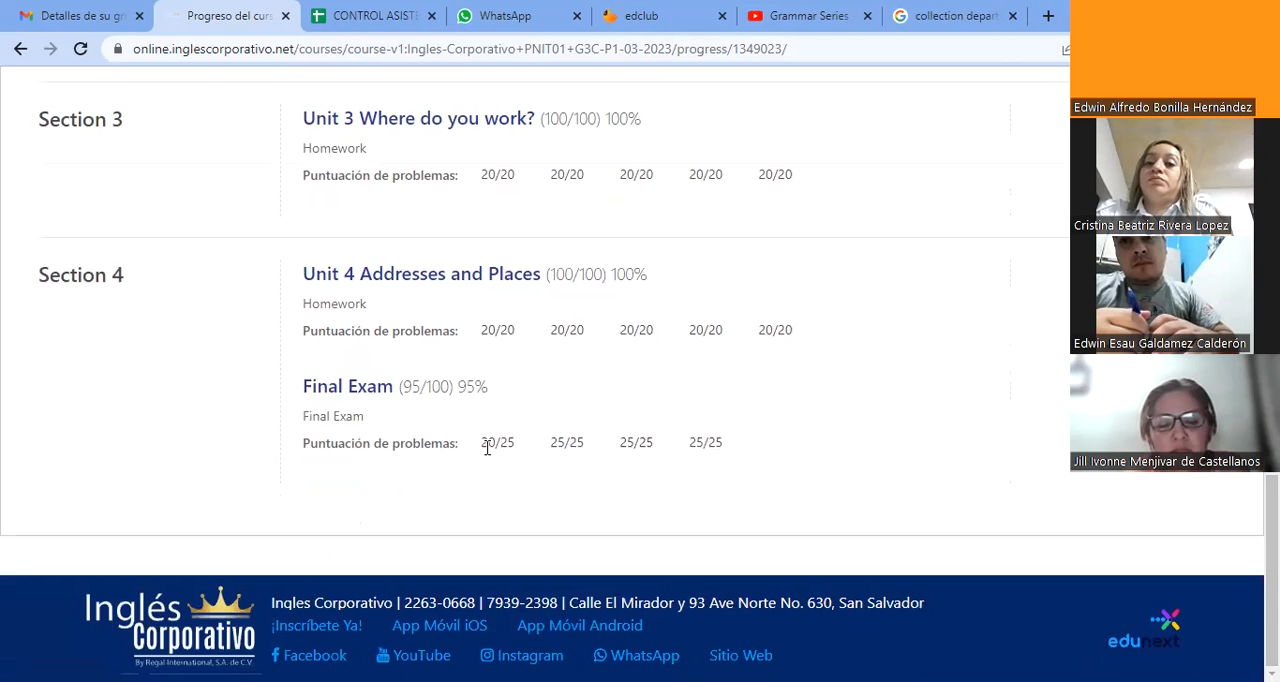 Detalles de su gr
Progreso del curs
CONTROL ASISTE
WhatsApp
edclub
Grammar Series
collection depart
online.inglescorporativo.net/courses/course-v1:Ingles-Corporativo+PNIT01+G3C-P1-03-2023/progress/1349023/
Edwin Alfredo Bonilla Hernández
Section 3
Unit 3 Where do you work? (100/100) 100%
Homework
Puntuación de problemas: 20/20 20/20 20/20 20/20 20/20
Cristina Beatriz Rivera Lopez
Section 4
Unit 4 Addresses and Places (100/100) 100%
Homework
Puntuación de problemas: 20/20 20/20 20/20 20/20 20/20
Edwin Esau Galdamez Calderón
Final Exam (95/100) 95%
Final Exam
Puntuación de problemas: 20/25 25/25 25/25 25/25
Jill Ivonne Menjivar de Castellanos
Inglés
Corporativo
By Regal International, S.A. de C.V.
Ingles Corporativo | 2263-0668 | 7939-2398 | Calle El Mirador y 93 Ave Norte No. 630, San Salvador
¡Inscríbete Ya! App Móvil iOS App Móvil Android
Facebook YouTube Instagram WhatsApp Sitio Web
edunext